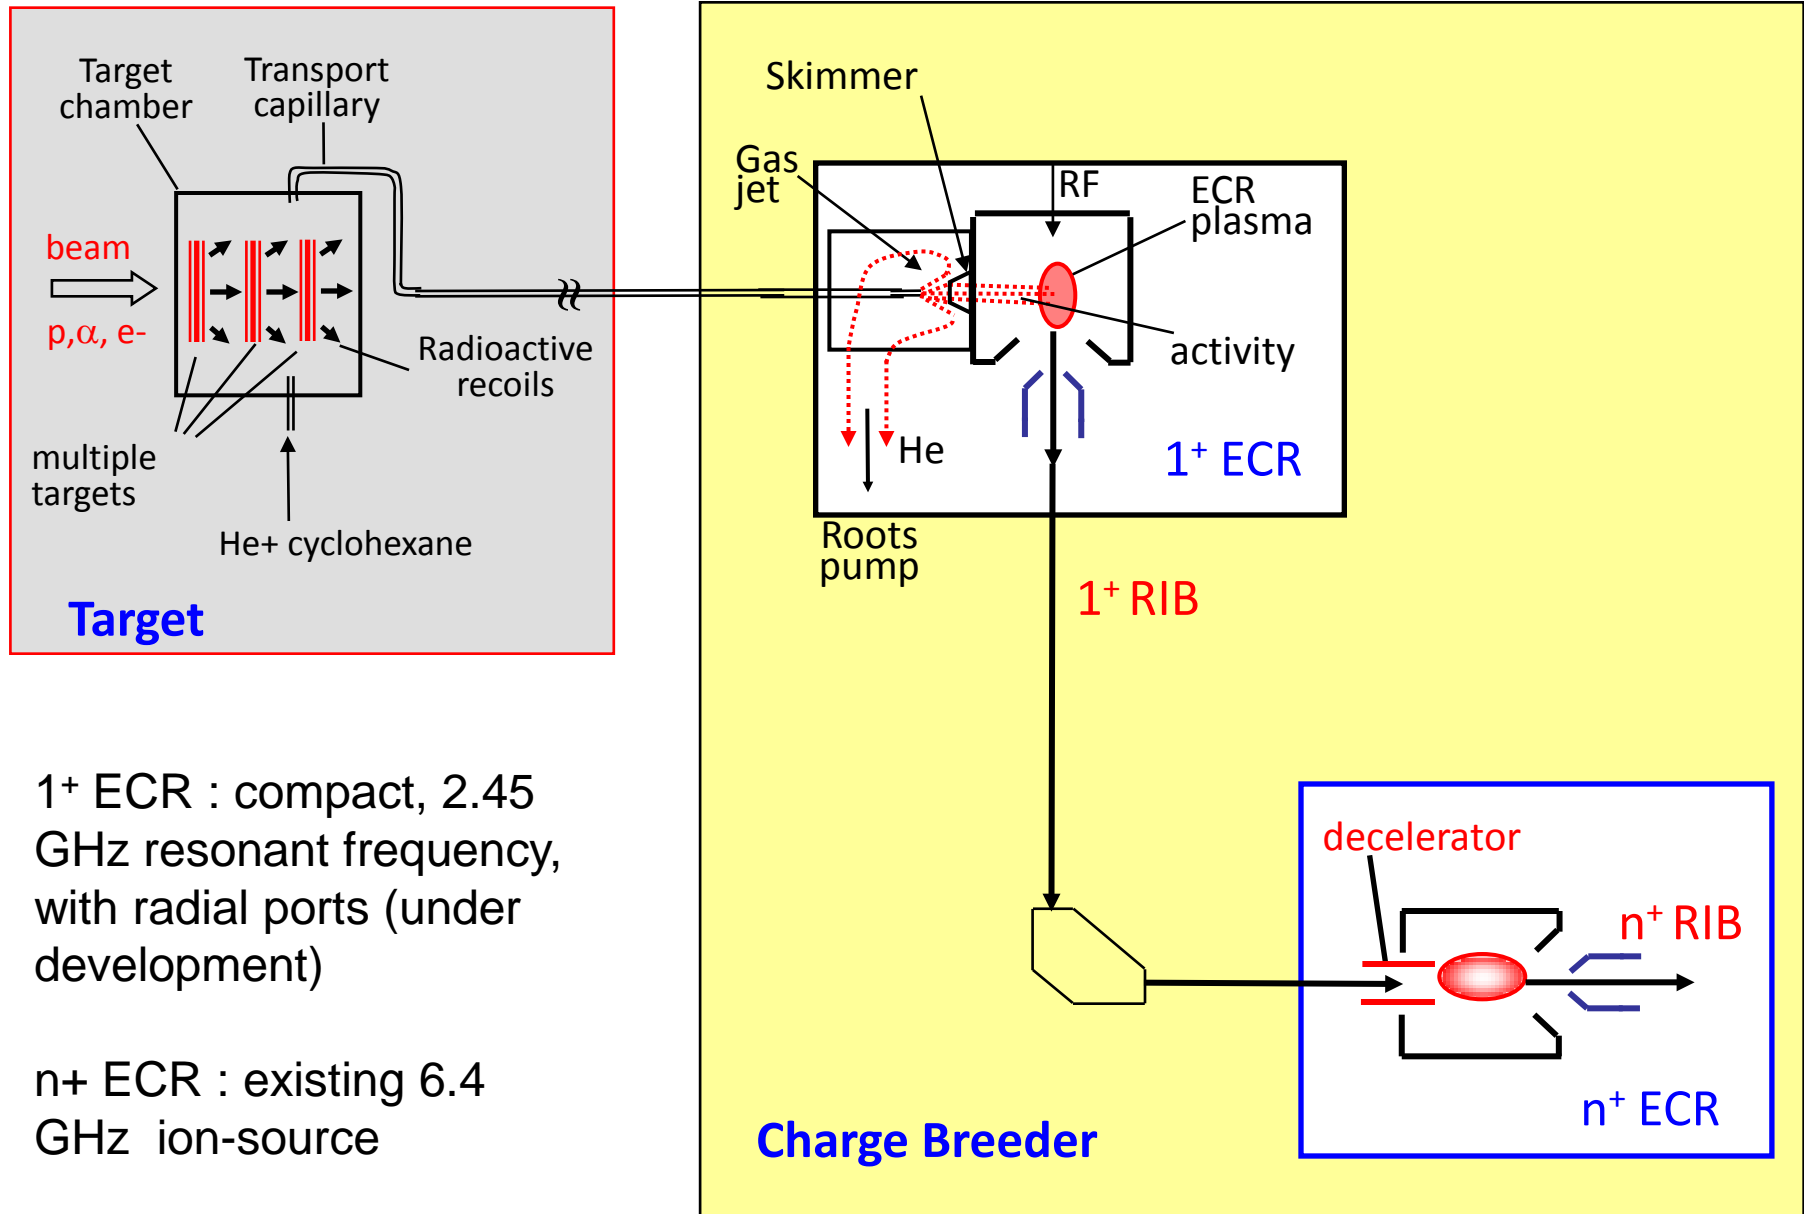 Target
chamber
Transport
capillary
beam
p,α, e-
Radioactive
recoils
multiple
targets
He+ cyclohexane
Target
Skimmer
Gas
jet
RF
ECR
plasma
activity
He
1⁺ ECR
Roots
pump
1⁺ RIB
decelerator
n⁺ RIB
n⁺ ECR
Charge Breeder
1⁺ ECR : compact, 2.45
GHz resonant frequency,
with radial ports (under
development)
n+ ECR : existing 6.4
GHz ion-source